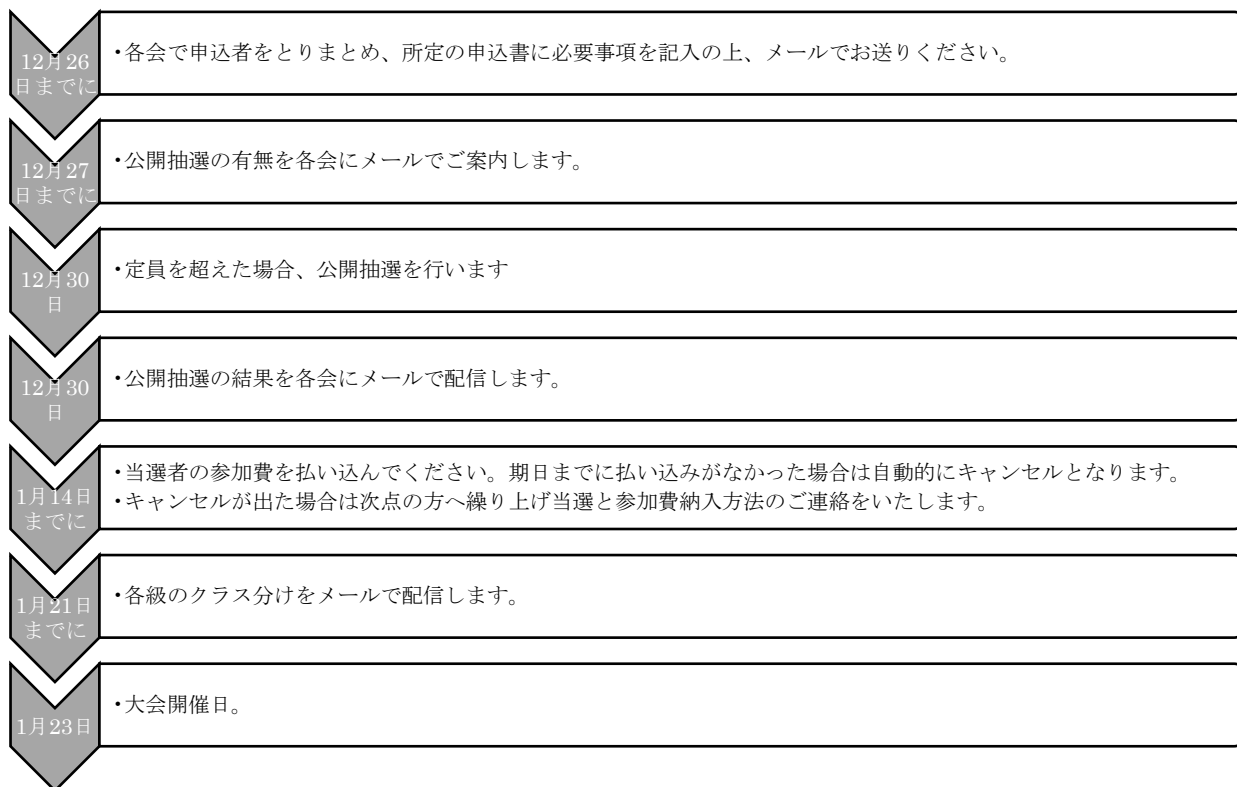 12月26
日までに
・各会で申込者をとりまとめ、所定の申込書に必要事項を記入の上、メールでお送りください。
12月27
日までに
・公開抽選の有無を各会にメールでご案内します。
12月30
日
・定員を超えた場合、公開抽選を行います
12月30
日
・公開抽選の結果を各会にメールで配信します。
1月14日
までに
・当選者の参加費を払い込んでください。期日までに払い込みがなかった場合は自動的にキャンセルとなります。
・キャンセルが出た場合は次点の方へ繰り上げ当選と参加費納入方法のご連絡をいたします。
1月21日
までに
・各級のクラス分けをメールで配信します。
1月23日
・大会開催日。